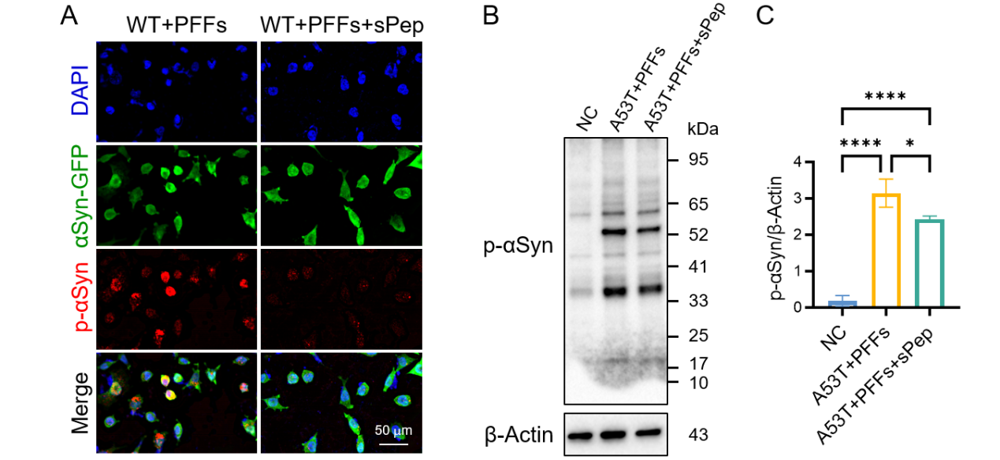 A
WT+PFFs
WT+PFFs+sPep
DAPI
αSyn-GFP
p-αSyn
Merge
50 μm
B
NC
A53T+PFFs
A53T+PFFs+sPep
kDa
95
65
52
41
33
25
17
10
p-αSyn
β-Actin
43
C
****
****
*
p-αSyn/β-Actin
4
3
2
1
0
NC
A53T+PFFs
A53T+PFFs+sPep